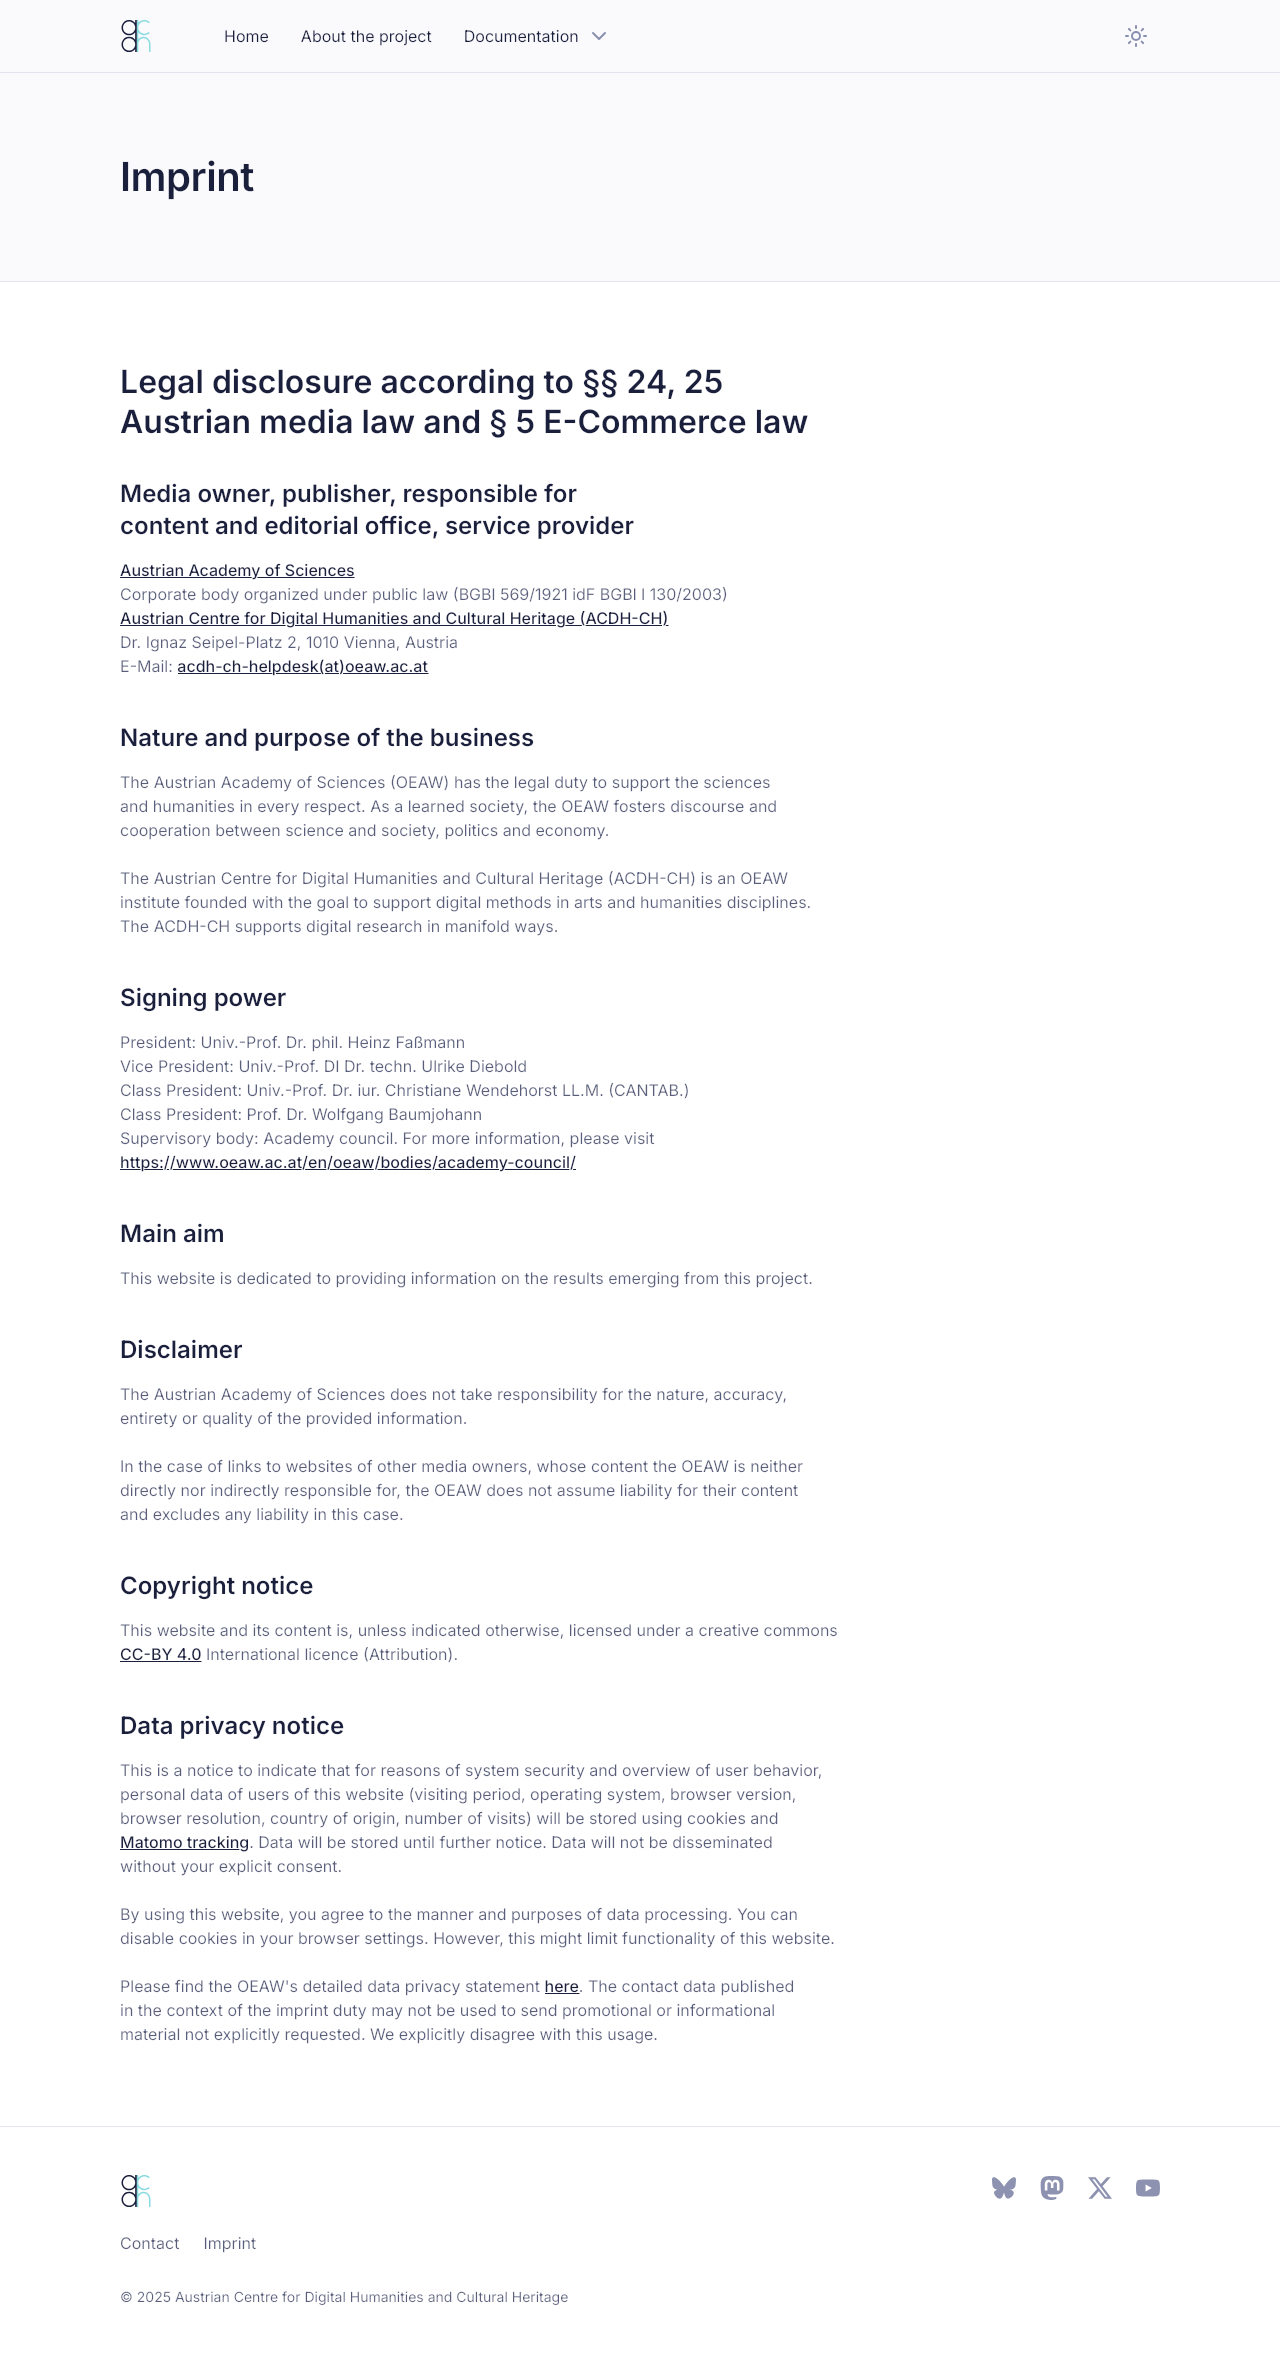 Home About the project Documentation
Imprint
Legal disclosure according to §§ 24, 25
Austrian media law and § 5 E-Commerce law
Media owner, publisher, responsible for
content and editorial office, service provider
Austrian Academy of Sciences
Corporate body organized under public law (BGBI 569/1921 idF BGBI I 130/2003)
Austrian Centre for Digital Humanities and Cultural Heritage (ACDH-CH)
Dr. Ignaz Seipel-Platz 2, 1010 Vienna, Austria
E-Mail: acdh-ch-helpdesk(at)oeaw.ac.at
Nature and purpose of the business
The Austrian Academy of Sciences (OEAW) has the legal duty to support the sciences
and humanities in every respect. As a learned society, the OEAW fosters discourse and
cooperation between science and society, politics and economy.
The Austrian Centre for Digital Humanities and Cultural Heritage (ACDH-CH) is an OEAW
institute founded with the goal to support digital methods in arts and humanities disciplines.
The ACDH-CH supports digital research in manifold ways.
Signing power
President: Univ.-Prof. Dr. phil. Heinz Faßmann
Vice President: Univ.-Prof. DI Dr. techn. Ulrike Diebold
Class President: Univ.-Prof. Dr. iur. Christiane Wendehorst LL.M. (CANTAB.)
Class President: Prof. Dr. Wolfgang Baumjohann
Supervisory body: Academy council. For more information, please visit
https://www.oeaw.ac.at/en/oeaw/bodies/academy-council/
Main aim
This website is dedicated to providing information on the results emerging from this project.
Disclaimer
The Austrian Academy of Sciences does not take responsibility for the nature, accuracy,
entirety or quality of the provided information.
In the case of links to websites of other media owners, whose content the OEAW is neither
directly nor indirectly responsible for, the OEAW does not assume liability for their content
and excludes any liability in this case.
Copyright notice
This website and its content is, unless indicated otherwise, licensed under a creative commons
CC-BY 4.0 International licence (Attribution).
Data privacy notice
This is a notice to indicate that for reasons of system security and overview of user behavior,
personal data of users of this website (visiting period, operating system, browser version,
browser resolution, country of origin, number of visits) will be stored using cookies and
Matomo tracking. Data will be stored until further notice. Data will not be disseminated
without your explicit consent.
By using this website, you agree to the manner and purposes of data processing. You can
disable cookies in your browser settings. However, this might limit functionality of this website.
Please find the OEAW's detailed data privacy statement here. The contact data published
in the context of the imprint duty may not be used to send promotional or informational
material not explicitly requested. We explicitly disagree with this usage.
Contact Imprint
© 2025 Austrian Centre for Digital Humanities and Cultural Heritage